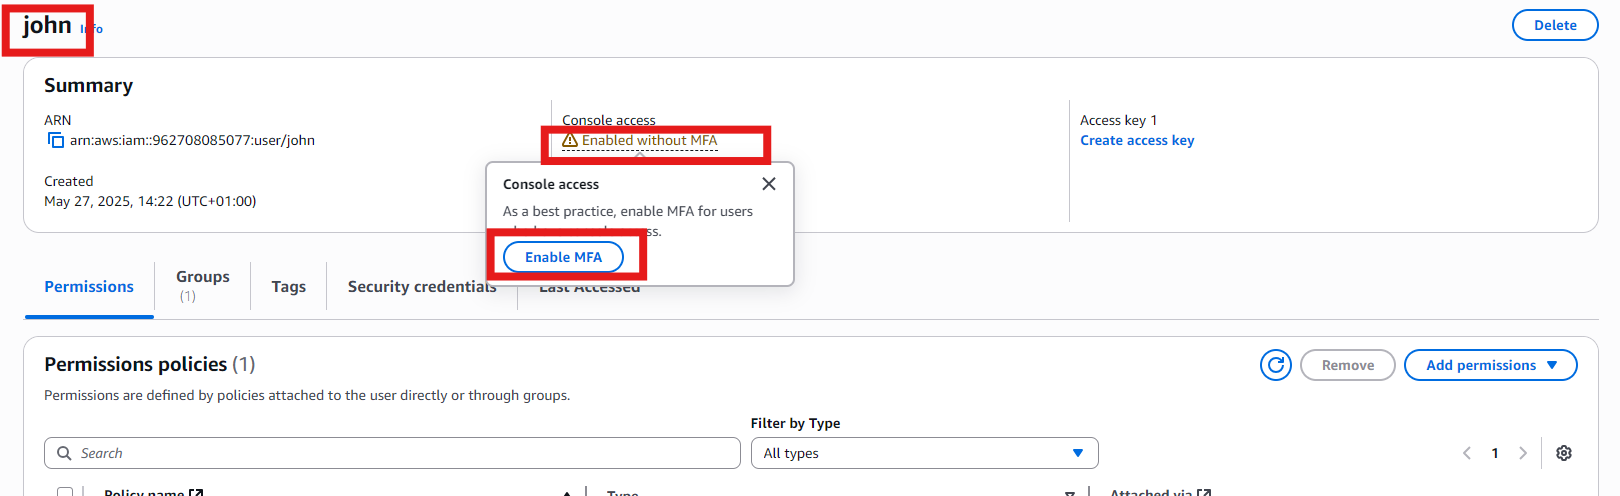 john Info
Delete
Summary
ARN
arn:aws:iam::962708085077:user/john
Created
May 27, 2025, 14:22 (UTC+01:00)
Console access
Enabled without MFA
Access key 1
Create access key
Console access
As a best practice, enable MFA for users
Enable MFA
Permissions
Groups
(1)
Tags
Security credentials
Last Accessed
Permissions policies (1)
Remove
Add permissions
Permissions are defined by policies attached to the user directly or through groups.
Filter by Type
Search
All types
1
Policy name
Type
Attached via